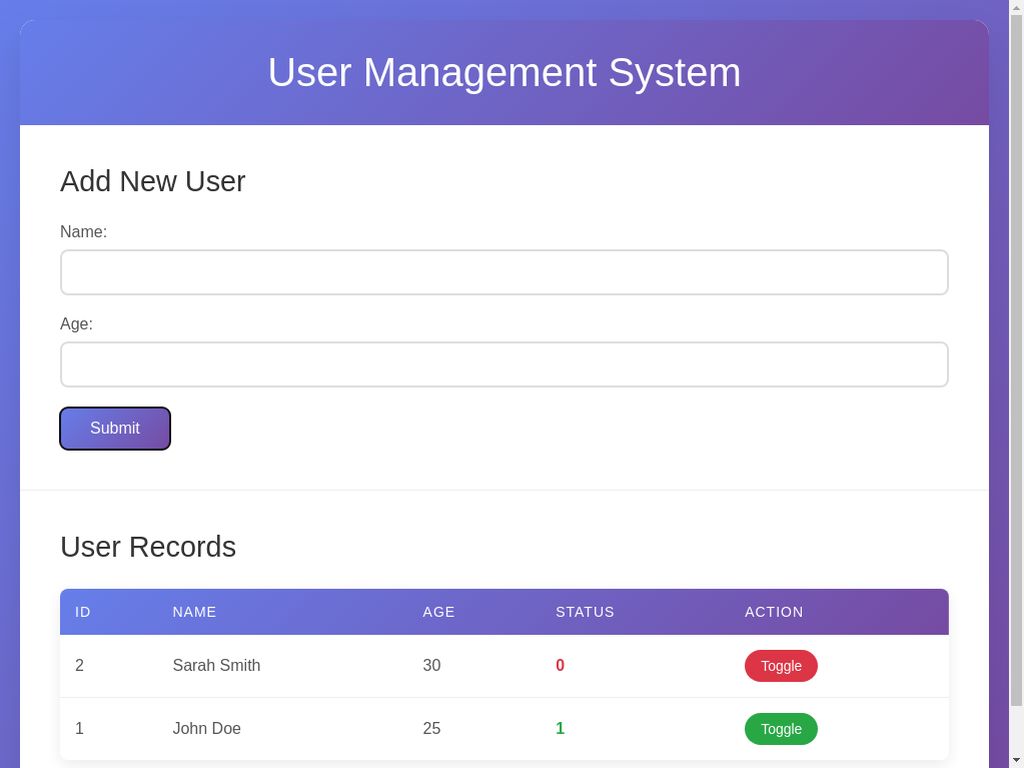 User Management System
Add New User
Name:
Age:
Submit
User Records
ID NAME AGE STATUS ACTION
2 Sarah Smith 30 0 Toggle
1 John Doe 25 1 Toggle